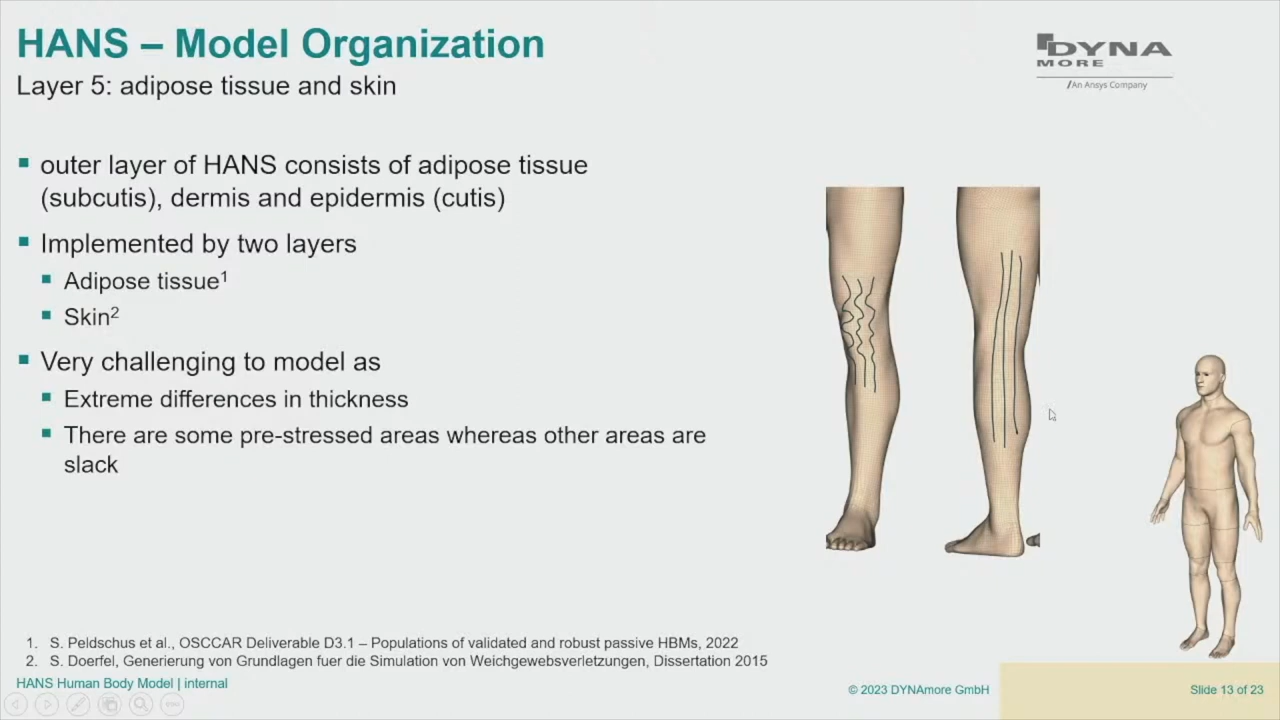 HANS – Model Organization
Layer 5: adipose tissue and skin
DYNA
MORE
/An Ansys Company
▪ outer layer of HANS consists of adipose tissue
(subcutis), dermis and epidermis (cutis)
▪ Implemented by two layers
▪ Adipose tissue¹
▪ Skin²
▪ Very challenging to model as
▪ Extreme differences in thickness
▪ There are some pre-stressed areas whereas other areas are
slack
1. S. Peldschus et al., OSCCAR Deliverable D3.1 – Populations of validated and robust passive HBMs, 2022
2. S. Doerfel, Generierung von Grundlagen fuer die Simulation von Weichgewebsverletzungen, Dissertation 2015
HANS Human Body Model | internal
© 2023 DYNAmore GmbH
Slide 13 of 23